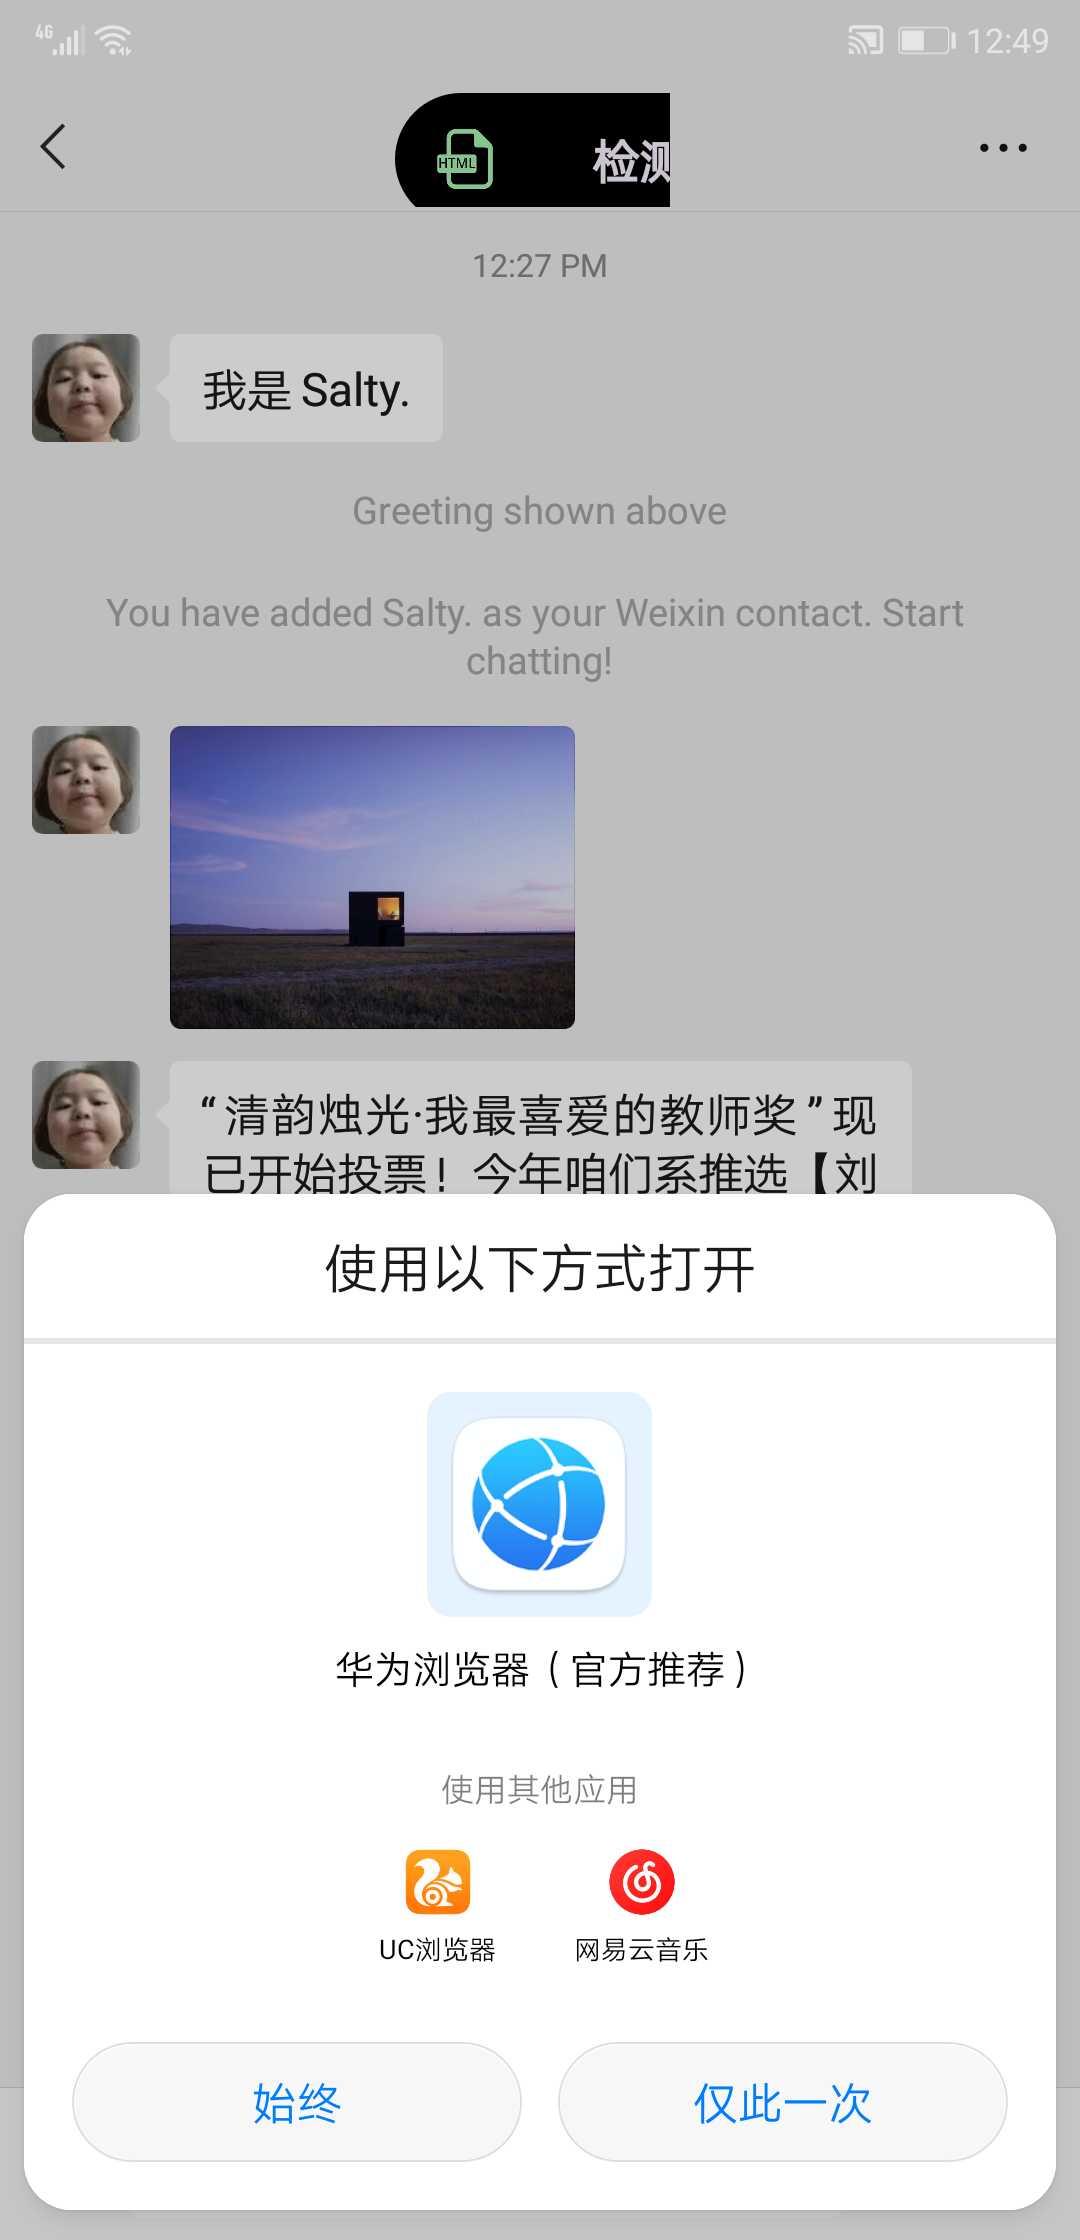 4G
12:49
HTML
检测
12:27 PM
我是 Salty.
Greeting shown above
You have added Salty. as your Weixin contact. Start
chatting!
“清韵烛光·我最喜爱的教师奖”现
已开始投票！今年咱们系推选【刘
使用以下方式打开
华为浏览器（官方推荐）
使用其他应用
UC浏览器
网易云音乐
始终
仅此一次